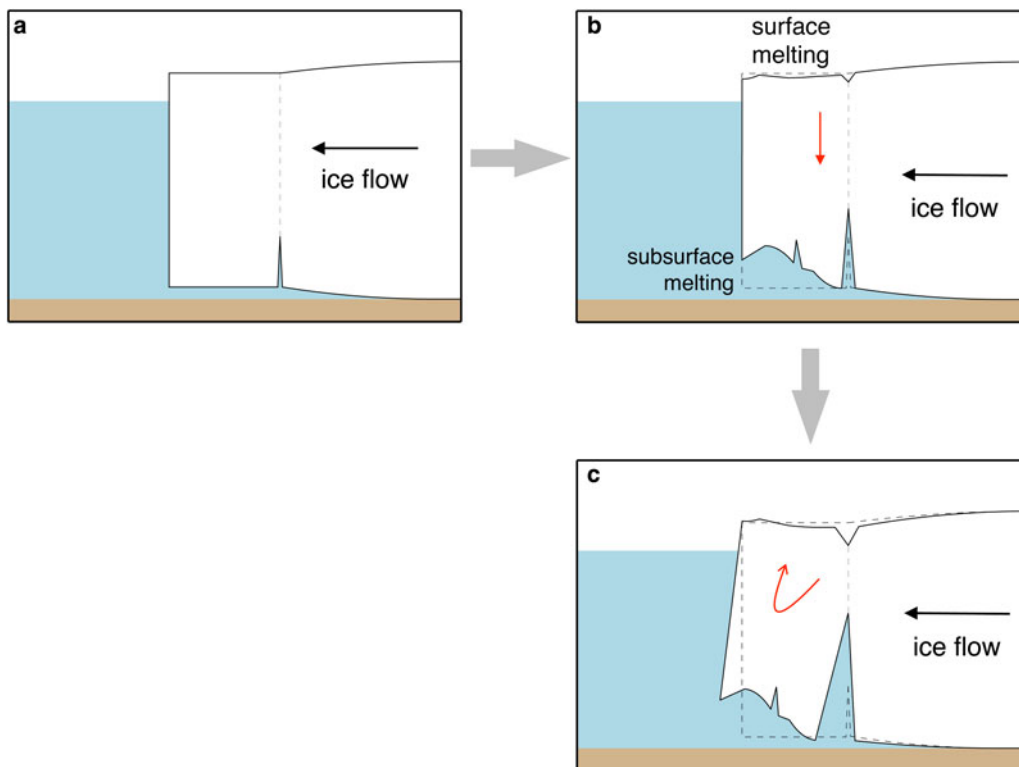 a
ice flow
b
surface
melting
ice flow
subsurface
melting
c
ice flow